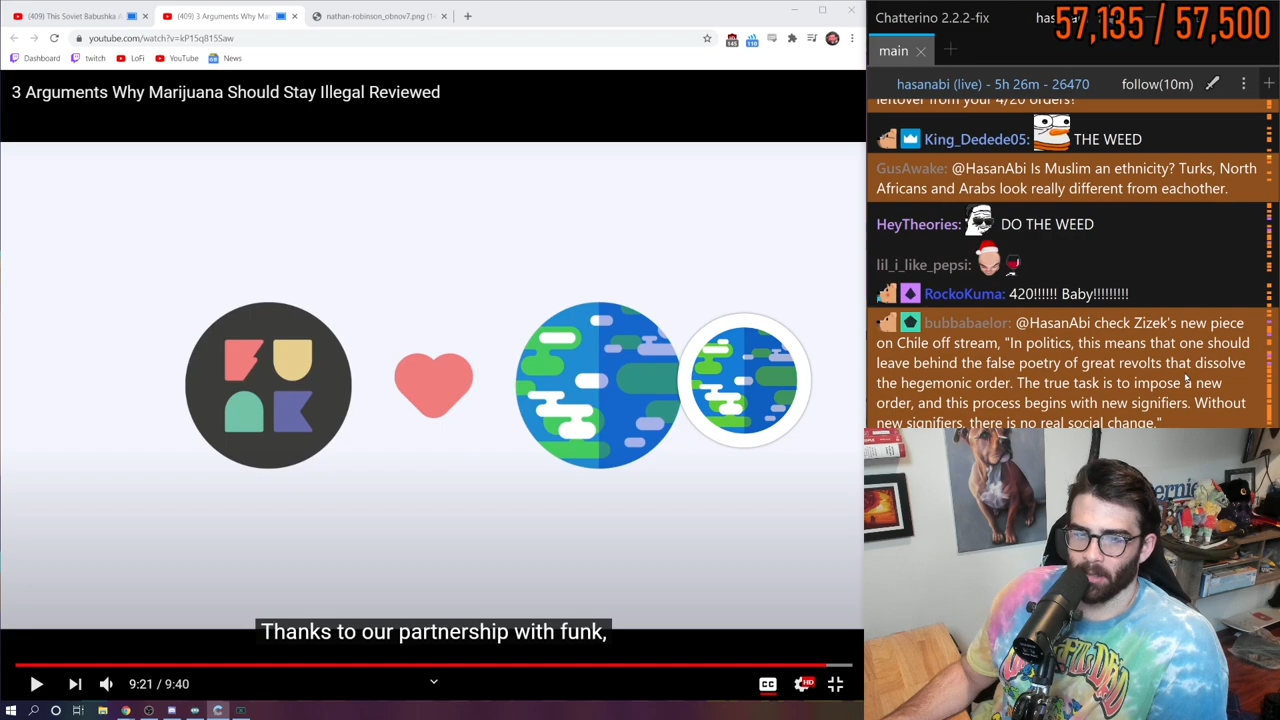 (409) This Soviet Babushka A
(409) 3 Arguments Why Mari
nathan-robinson_obnov7.png (1
youtube.com/watch?v=kP15q815Saw
Dashboard
twitch
LoFi
YouTube
News
3 Arguments Why Marijuana Should Stay Illegal Reviewed
FUNK
Thanks to our partnership with funk,
9:21 / 9:40
CC
HD
Chatterino 2.2.2-fix
57,135 / 57,500
main
hasanabi (live) - 5h 26m - 26470
follow(10m)
leftover from your 4/20 orders?
King_Dedede05: THE WEED
GusAwake: @HasanAbi Is Muslim an ethnicity? Turks, North
Africans and Arabs look really different from eachother.
HeyTheories: DO THE WEED
lil_i_like_pepsi:
RockoKuma: 420!!!!!! Baby!!!!!!!!!
bubbabaelor: @HasanAbi check Zizek's new piece
on Chile off stream, "In politics, this means that one should
leave behind the false poetry of great revolts that dissolve
the hegemonic order. The true task is to impose a new
order, and this process begins with new signifiers. Without
new signifiers, there is no real social change."
Bernie